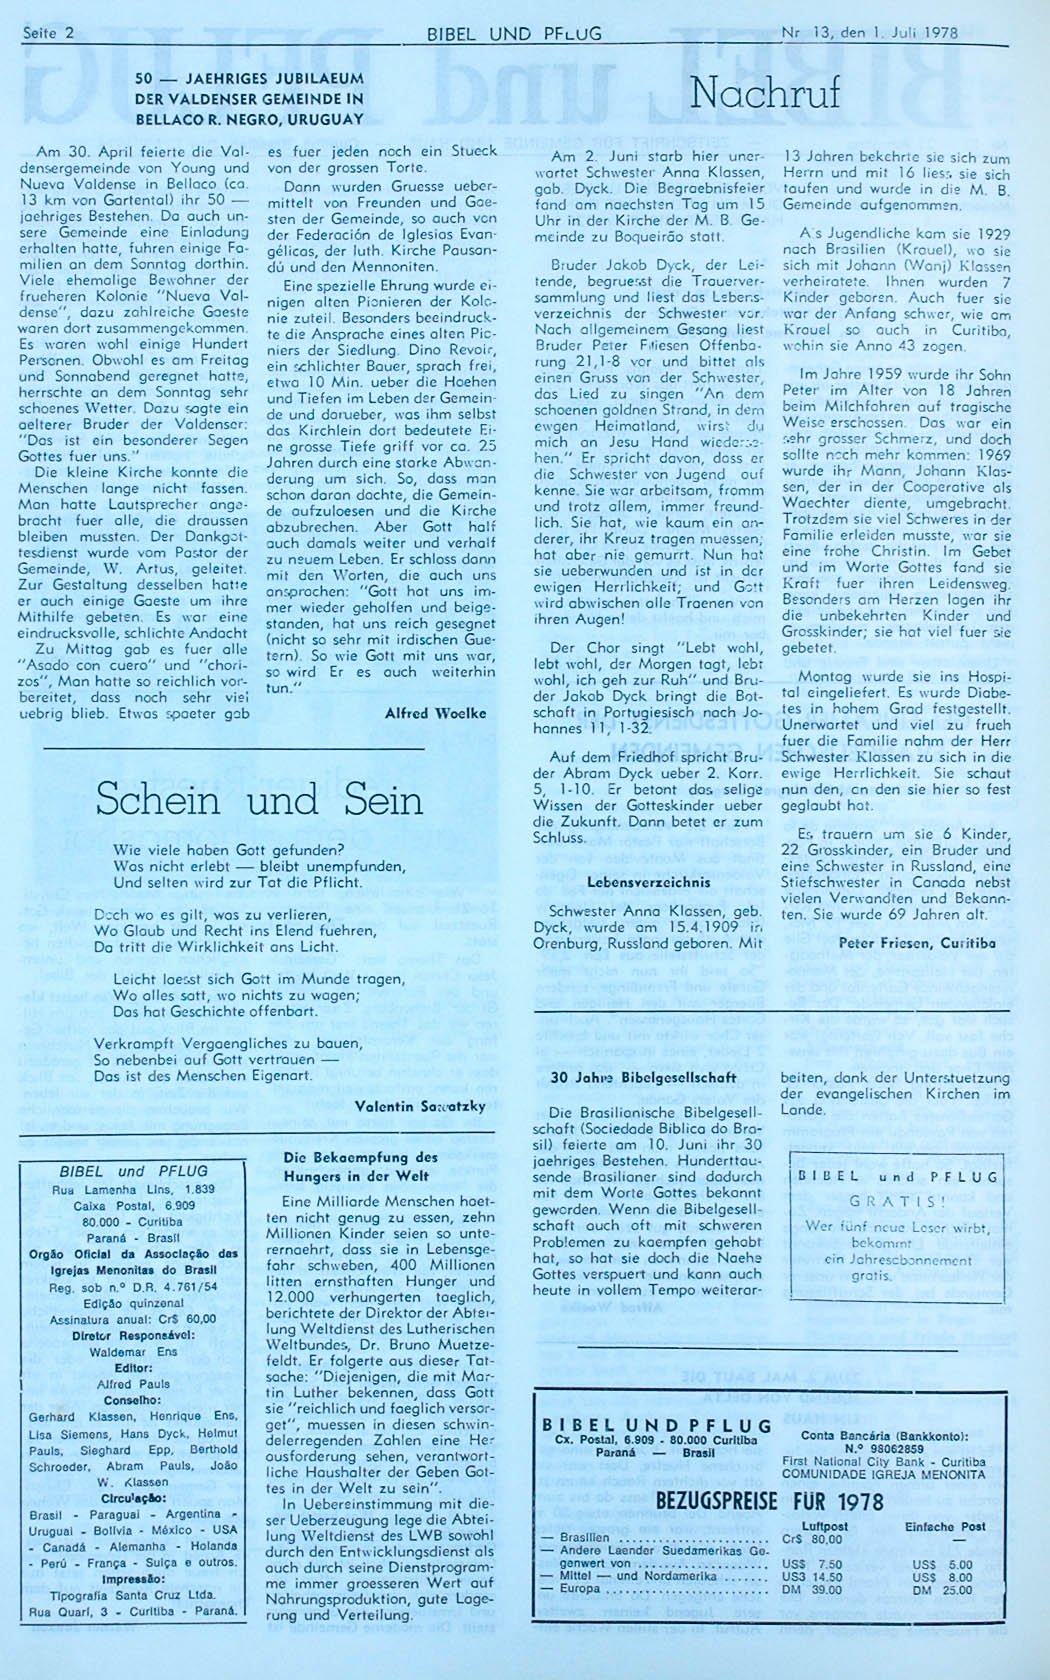 Seite 2
BIBEL UND PFLUG
Nr 13, den 1. Juli 1978
50 — JAEHRIGES JUBILAEUM
DER VALDENSER GEMEINDE IN
BELLACO R. NEGRO, URUGUAY
Am 30. April feierte die Val-
densergemeinde von Young und
Nueva Valdense in Bellaco (ca.
13 km von Gartental) ihr 50 —
jaehriges Bestehen. Da auch un-
sere Gemeinde eine Einladung
erhalten hatte, fuhren einige Fa-
milien an dem Sonntag dorthin.
Viele ehemalige Bewohner der
frueheren Kolonie "Nueva Val-
dense", dazu zahlreiche Gaeste
waren dort zusammengekommen.
Es waren wohl einige Hundert
Personen. Obwohl es am Freitag
und Sonnabend geregnet hatte,
herrschte an dem Sonntag sehr
schoenes Wetter. Dazu sagte ein
aelterer Bruder der Valdenser:
"Das ist ein besonderer Segen
Gottes fuer uns."
Die kleine Kirche konnte die
Menschen lange nicht fassen.
Man hatte Lautsprecher ange-
bracht fuer alle, die draussen
bleiben mussten. Der Dankgot-
tesdienst wurde vom Pastor der
Gemeinde, W. Artus, geleitet.
Zur Gestaltung desselben hatte
er auch einige Gaeste um ihre
Mithilfe gebeten. Es war eine
eindrucksvolle, schlichte Andacht
Zu Mittag gab es fuer alle
"Asado con cuero" und "chori-
zos", Man hatte so reichlich vor-
bereitet, dass noch sehr viel
uebrig blieb. Etwas spaeter gab
es fuer jeden noch ein Stueck
von der grossen Torte.
Dann wurden Gruesse ueber-
mittelt von Freunden und Gae-
sten der Gemeinde, so auch von
der Federación de Iglesias Evan-
gélicas, der luth. Kirche Pausan-
dú und den Mennoniten.
Eine spezielle Ehrung wurde ei-
nigen alten Pionieren der Kolo-
nie zuteil. Besonders beeindruck-
te die Ansprache eines alten Pio-
niers der Siedlung. Dino Revoir,
ein schlichter Bauer, sprach frei,
etwa 10 Min. ueber die Hoehen
und Tiefen im Leben der Gemein-
de und darueber, was ihm selbst
das Kirchlein dort bedeutete Ei-
ne grosse Tiefe griff vor ca. 25
Jahren durch eine starke Abwan-
derung um sich. So, dass man
schon daran dachte, die Gemein-
de aufzuloesen und die Kirche
abzubrechen. Aber Gott half
auch damals weiter und verhalf
zu neuem Leben. Er schloss dann
mit den Worten, die auch uns
ansprachen: "Gott hat uns im-
mer wieder geholfen und beige-
standen, hat uns reich gesegnet
(nicht so sehr mit irdischen Gue-
tern). So wie Gott mit uns war,
so wird Er es auch weiterhin
tun."
Alfred Woelke
Schein und Sein
Wie viele haben Gott gefunden?
Was nicht erlebt — bleibt unempfunden,
Und selten wird zur Tat die Pflicht.
Doch wo es gilt, was zu verlieren,
Wo Glaub und Recht ins Elend fuehren,
Da tritt die Wirklichkeit ans Licht.
Leicht laesst sich Gott im Munde tragen,
Wo alles satt, wo nichts zu wagen;
Das hat Geschichte offenbart.
Verkrampft Vergaengliches zu bauen,
So nebenbei auf Gott vertrauen —
Das ist des Menschen Eigenart.
Valentin Sawatzky
BIBEL und PFLUG
Rua Lamenha Lins, 1.839
Caixa Postal, 6.909
80.000 - Curitiba
Paraná - Brasil
Orgão Oficial da Associação das
Igrejas Menonitas do Brasil
Reg. sob n.º D.R. 4.761/54
Edição quinzenal
Assinatura anual: Cr$ 60,00
Diretor Responsável:
Waldemar Ens
Editor:
Alfred Pauls
Conselho:
Gerhard Klassen, Henrique Ens,
Lisa Siemens, Hans Dyck, Helmut
Pauls, Sieghard Epp, Berthold
Schroeder, Abram Pauls, João
W. Klassen
Circulação:
Brasil - Paraguai - Argentina -
Uruguai - Bolívia - México - USA
- Canadá - Alemanha - Holanda
- Perú - França - Suiça e outros.
Impressão:
Tipografia Santa Cruz Ltda.
Rua Quarí, 3 - Curitiba - Paraná.
Die Bekaempfung des
Hungers in der Welt
Eine Milliarde Menschen haet-
ten nicht genug zu essen, zehn
Millionen Kinder seien so unte-
rernaehrt, dass sie in Lebensge-
fahr schweben, 400 Millionen
litten ernsthaften Hunger und
12.000 verhungerten taeglich,
berichtete der Direktor der Abtei-
lung Weltdienst des Lutherischen
Weltbundes, Dr. Bruno Muetze-
feldt. Er folgerte aus dieser Tat-
sache: "Diejenigen, die mit Mar-
tin Luther bekennen, dass Gott
sie "reichlich und taeglich versor-
get", muessen in diesen schwin-
delerregenden Zahlen eine Her
ausforderung sehen, verantwort-
liche Haushalter der Geben Got-
tes in der Welt zu sein".
In Uebereinstimmung mit die-
ser Ueberzeugung lege die Abtei-
lung Weltdienst des LWB sowohl
durch den Entwicklungsdienst als
auch durch seine Dienstprogram-
me immer groesseren Wert auf
Nahrungsproduktion, gute Lage-
rung und Verteilung.
Nachruf
Am 2. Juni starb hier uner-
wartet Schwester Anna Klassen,
gab. Dyck. Die Begraebnisfeier
fand am naechsten Tag um 15
Uhr in der Kirche der M. B. Ge-
meinde zu Boqueirão statt.
Bruder Jakob Dyck, der Lei-
tende, begruesst die Trauerver-
sammlung und liest das Lebens-
verzeichnis der Schwester vor.
Nach allgemeinem Gesang liest
Bruder Peter Friesen Offenba-
rung 21,1-8 vor und bittet als
einen Gruss von der Schwester,
das Lied zu singen "An dem
schoenen goldnen Strand, in dem
ewgen Heimatland, wirst du
mich an Jesu Hand wiederse-
hen." Er spricht davon, dass er
die Schwester von Jugend auf
kenne. Sie war arbeitsam, fromm
und trotz allem, immer freund-
lich. Sie hat, wie kaum ein an-
derer, ihr Kreuz tragen muessen;
hat aber nie gemurrt. Nun hat
sie ueberwunden und ist in der
ewigen Herrlichkeit; und Gott
wird abwischen alle Traenen von
ihren Augen!
Der Chor singt "Lebt wohl,
lebt wohl, der Morgen tagt, lebt
wohl, ich geh zur Ruh" und Bru-
der Jakob Dyck bringt die Bot-
schaft in Portugiesisch nach Jo-
hannes 11, 1-32.
Auf dem Friedhof spricht Bru-
der Abram Dyck ueber 2. Korr.
5, 1-10. Er betont das selige
Wissen der Gotteskinder ueber
die Zukunft. Dann betet er zum
Schluss.
Lebensverzeichnis
Schwester Anna Klassen, geb.
Dyck, wurde am 15.4.1909 in
Orenburg, Russland geboren. Mit
13 Jahren bekehrte sie sich zum
Herrn und mit 16 liess sie sich
taufen und wurde in die M. B.
Gemeinde aufgenommen.
Als Jugendliche kam sie 1929
nach Brasilien (Krauel), wo sie
sich mit Johann (Wanj) Klassen
verheiratete. Ihnen wurden 7
Kinder geboren. Auch fuer sie
war der Anfang schwer, wie am
Krauel so auch in Curitiba,
wohin sie Anno 43 zogen.
Im Jahre 1959 wurde ihr Sohn
Peter im Alter von 18 Jahren
beim Milchfahren auf tragische
Weise erschossen. Das war ein
sehr grosser Schmerz, und doch
sollte noch mehr kommen: 1969
wurde ihr Mann, Johann Klas-
sen, der in der Cooperative als
Waechter diente, umgebracht.
Trotzdem sie viel Schweres in der
Familie erleiden musste, war sie
eine frohe Christin. Im Gebet
und im Worte Gottes fand sie
Kraft fuer ihren Leidensweg.
Besonders am Herzen lagen ihr
die unbekehrten Kinder und
Grosskinder; sie hat viel fuer sie
gebetet.
Montag wurde sie ins Hospi-
tal eingeliefert. Es wurde Diabe-
tes in hohem Grad festgestellt.
Unerwartet und viel zu frueh
fuer die Familie nahm der Herr
Schwester Klassen zu sich in die
ewige Herrlichkeit. Sie schaut
nun den, an den sie hier so fest
geglaubt hat.
Es trauern um sie 6 Kinder,
22 Grosskinder, ein Bruder und
eine Schwester in Russland, eine
Stiefschwester in Canada nebst
vielen Verwandten und Bekann-
ten. Sie wurde 69 Jahren alt.
Peter Friesen, Curitiba
30 Jahre Bibelgesellschaft
Die Brasilianische Bibelgesell-
schaft (Sociedade Biblica do Bra-
sil) feierte am 10. Juni ihr 30
jaehriges Bestehen. Hunderttau-
sende Brasilianer sind dadurch
mit dem Worte Gottes bekannt
geworden. Wenn die Bibelgesell-
schaft auch oft mit schweren
Problemen zu kaempfen gehabt
hat, so hat sie doch die Naehe
Gottes verspuert und kann auch
heute in vollem Tempo weiterar-
beiten, dank der Unterstuetzung
der evangelischen Kirchen im
Lande.
BIBEL und PFLUG
GRATIS!
Wer fünf neue Leser wirbt,
bekommt
ein Jahresabonnement
gratis.
BIBEL UND PFLUG
Cx. Postal, 6.909 - 80.000 Curitiba
Paraná — Brasil
Conta Bancária (Bankkonto):
N.º 98062859
First National City Bank - Curitiba
COMUNIDADE IGREJA MENONITA
BEZUGSPREISE FÜR 1978
Luftpost Einfache Post
— Brasilien ........ Cr$ 80,00 —
— Andere Laender Suedamerikas Ge-
genwert von ........ US$ 7.50 US$ 5.00
— Mittel — und Nordamerika ....... US$ 14.50 US$ 8.00
— Europa ........ DM 39.00 DM 25.00